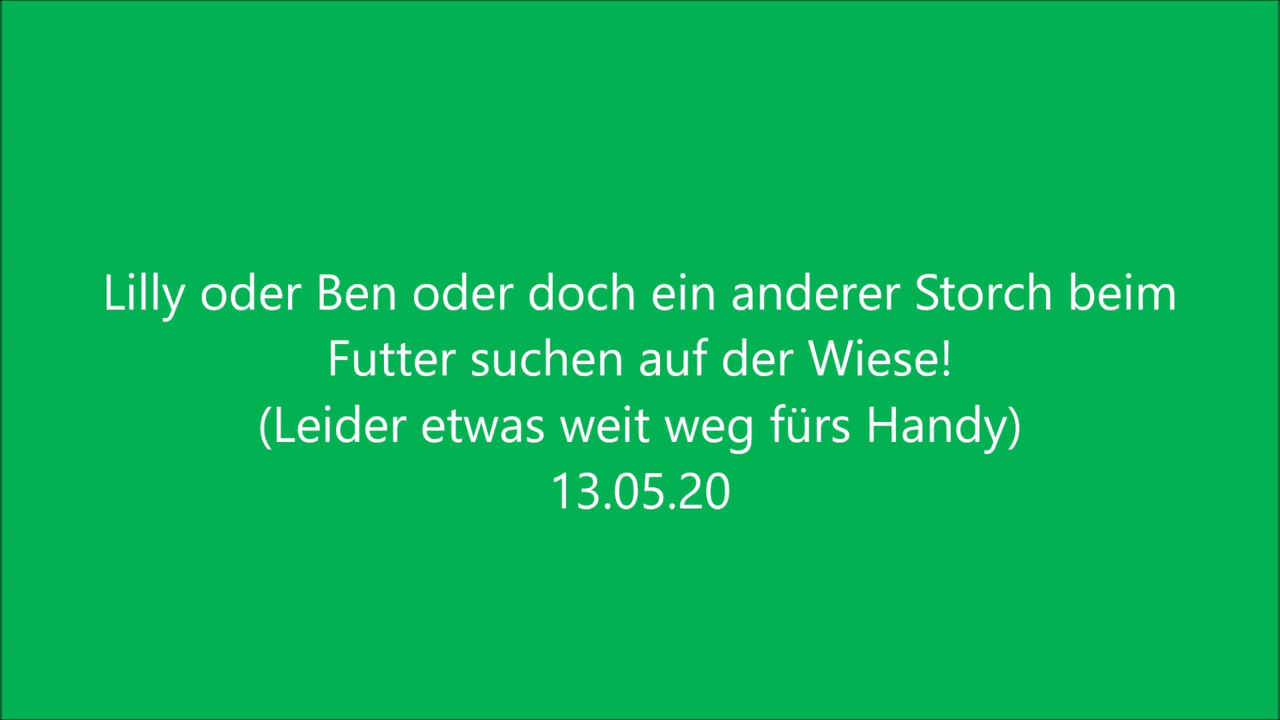 Lilly oder Ben oder doch ein anderer Storch beim
Futter suchen auf der Wiese!
(Leider etwas weit weg fürs Handy)
13.05.20